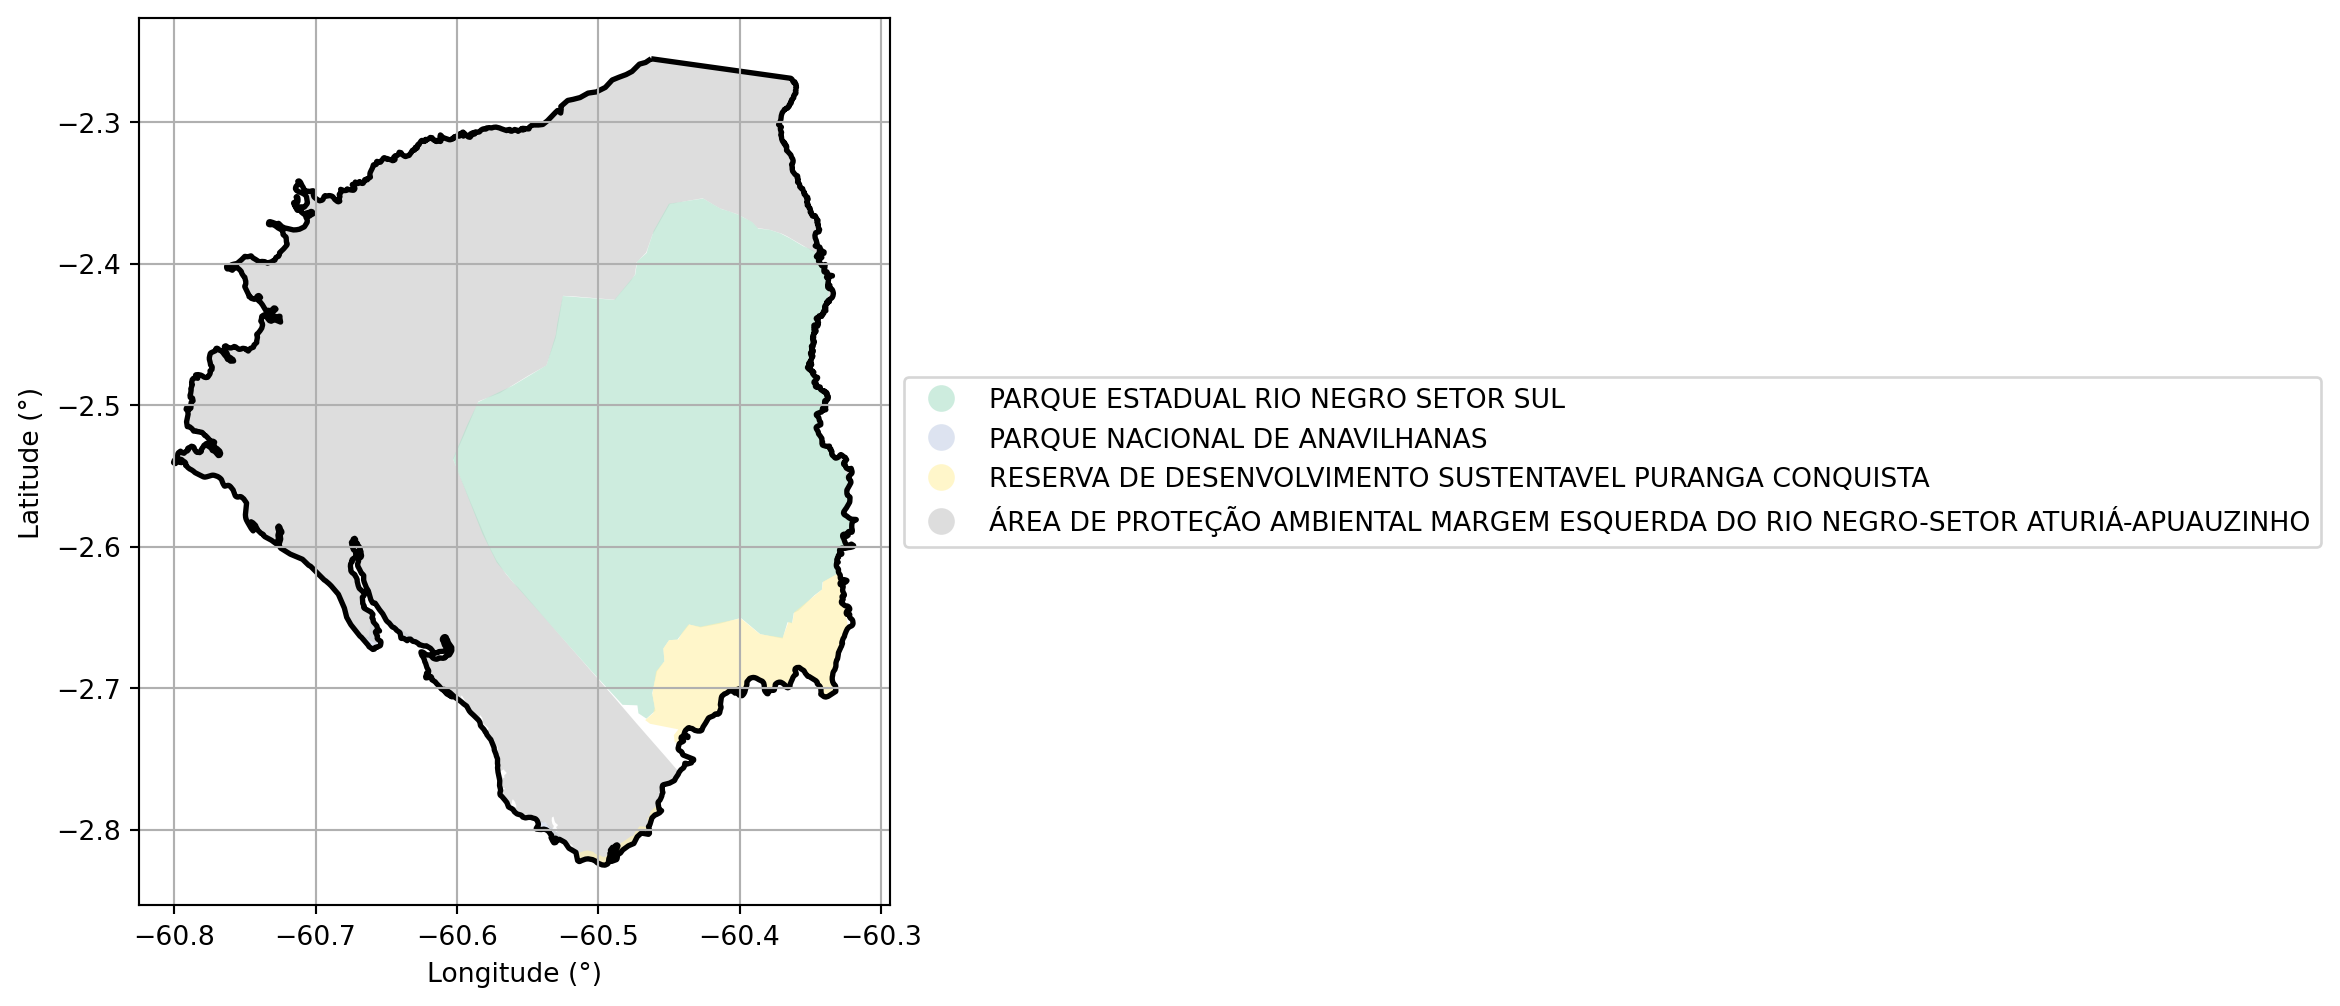 −2.3
−2.4
−2.5
−2.6
−2.7
−2.8
Latitude (°)
−60.8 −60.7 −60.6 −60.5 −60.4 −60.3
Longitude (°)
PARQUE ESTADUAL RIO NEGRO SETOR SUL
PARQUE NACIONAL DE ANAVILHANAS
RESERVA DE DESENVOLVIMENTO SUSTENTAVEL PURANGA CONQUISTA
ÁREA DE PROTEÇÃO AMBIENTAL MARGEM ESQUERDA DO RIO NEGRO-SETOR ATURIÁ-APUAUZINHO